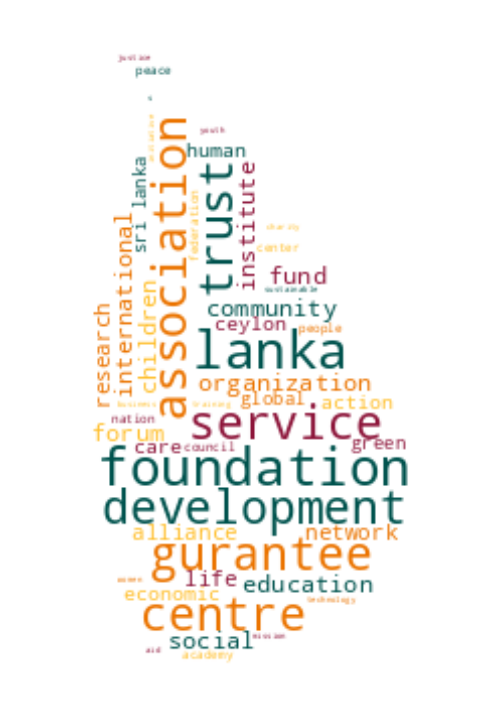 justice
peace
s
youth
human
association
trust
sri lanka
institute
federation
charity
center
international
children
research
fund
sustainable
community
ceylon
people
lanka
organization
global
action
business
training
service
nation
forum
care
council
green
foundation
development
alliance
network
gurantee
women
life
education
economic
technology
centre
social
mission
aid
academy